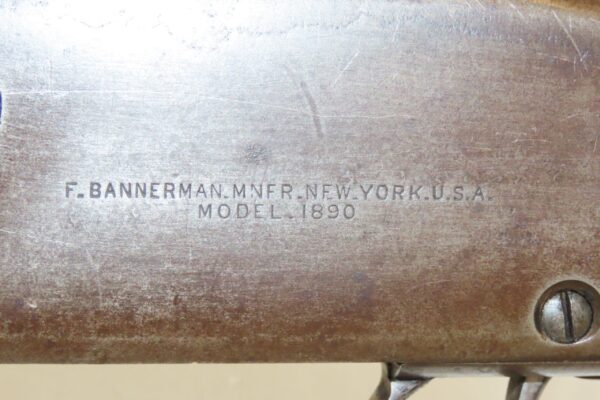 F. BANNERMAN. MNFR. NEW. YORK. U.S.A.
MODEL. 1890